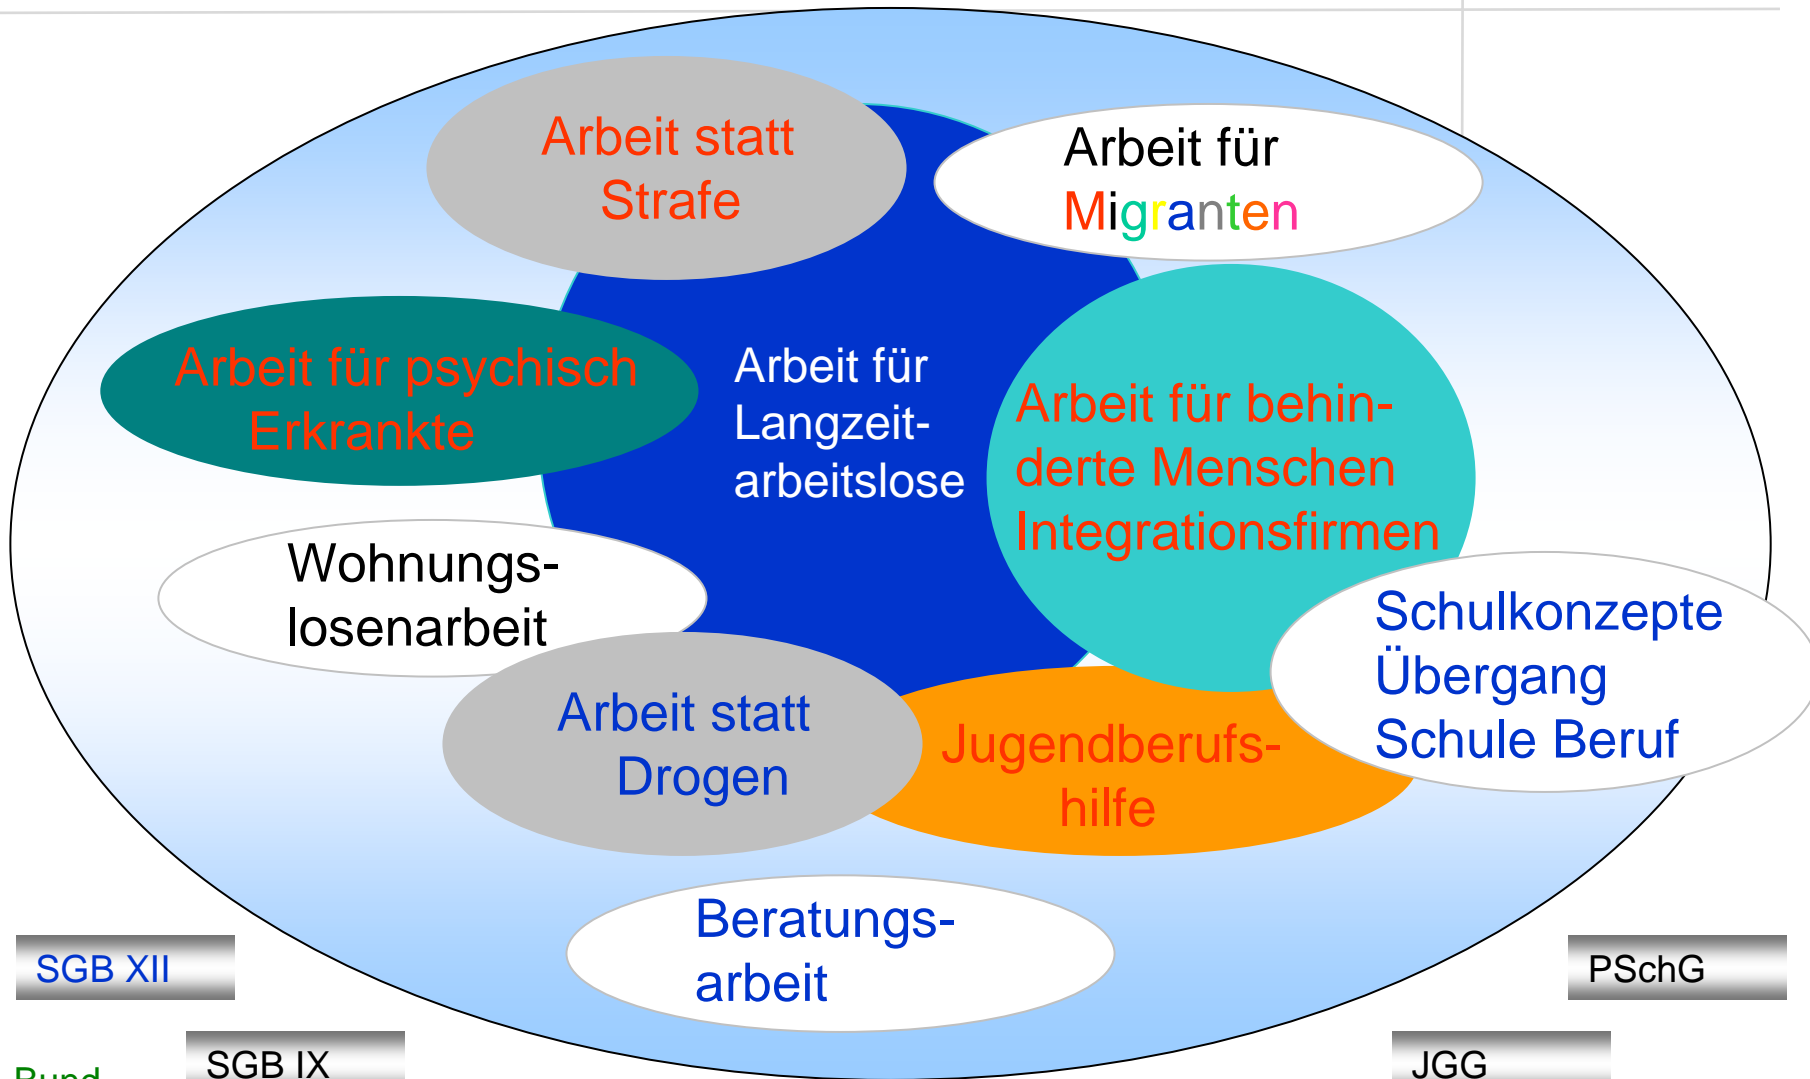 Arbeit statt
Strafe
Arbeit für
Migranten
Arbeit für psychisch
Erkrankte
Arbeit für
Langzeit-
arbeitslose
Arbeit für behin-
derte Menschen
Integrationsfirmen
Wohnungs-
losenarbeit
Schulkonzepte
Übergang
Schule Beruf
Arbeit statt
Drogen
Jugendberufs-
hilfe
Beratungs-
arbeit
SGB XII
PSchG
SGB IX
JGG
Bund